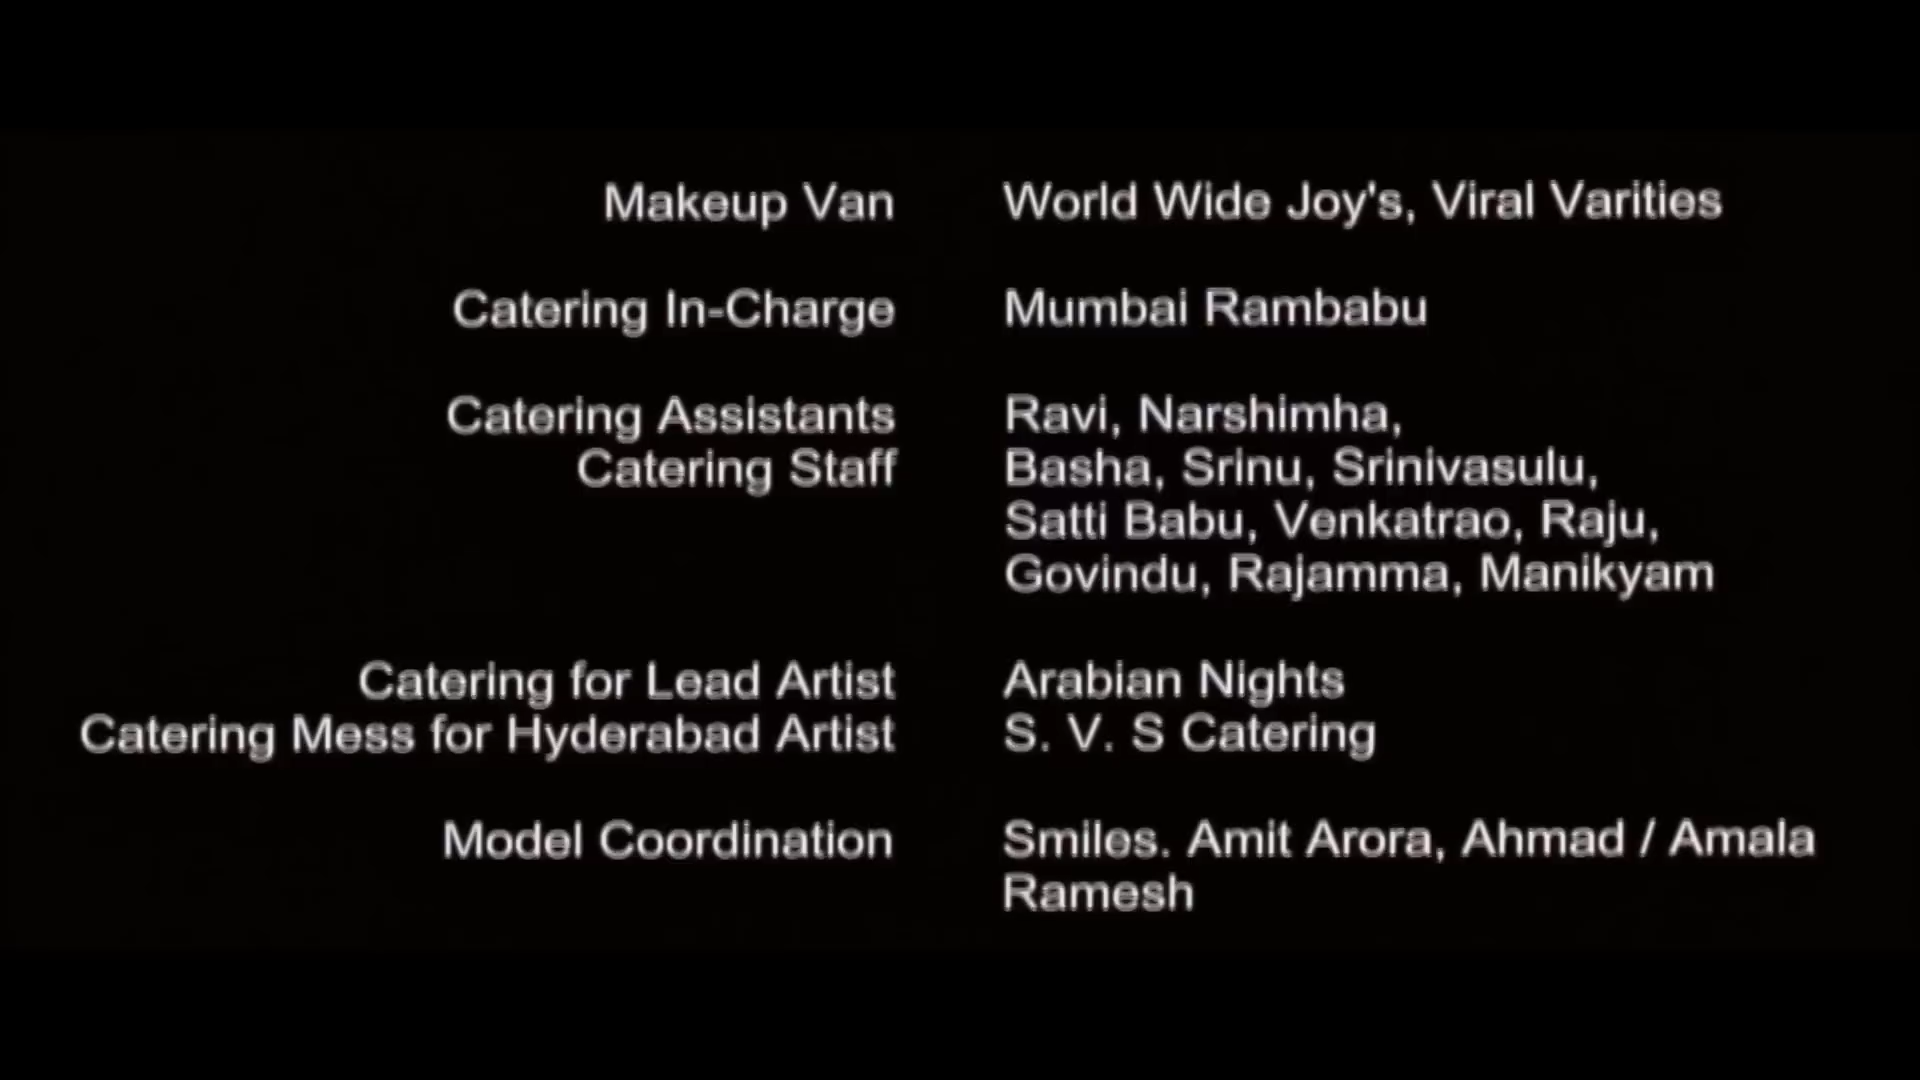 Makeup Van World Wide Joy's, Viral Varities
Catering In-Charge Mumbai Rambabu
Catering Assistants Ravi, Narshimha,
Catering Staff Basha, Srinu, Srinivasulu,
Satti Babu, Venkatrao, Raju,
Govindu, Rajamma, Manikyam
Catering for Lead Artist Arabian Nights
Catering Mess for Hyderabad Artist S. V. S Catering
Model Coordination Smiles. Amit Arora, Ahmad / Amala
Ramesh